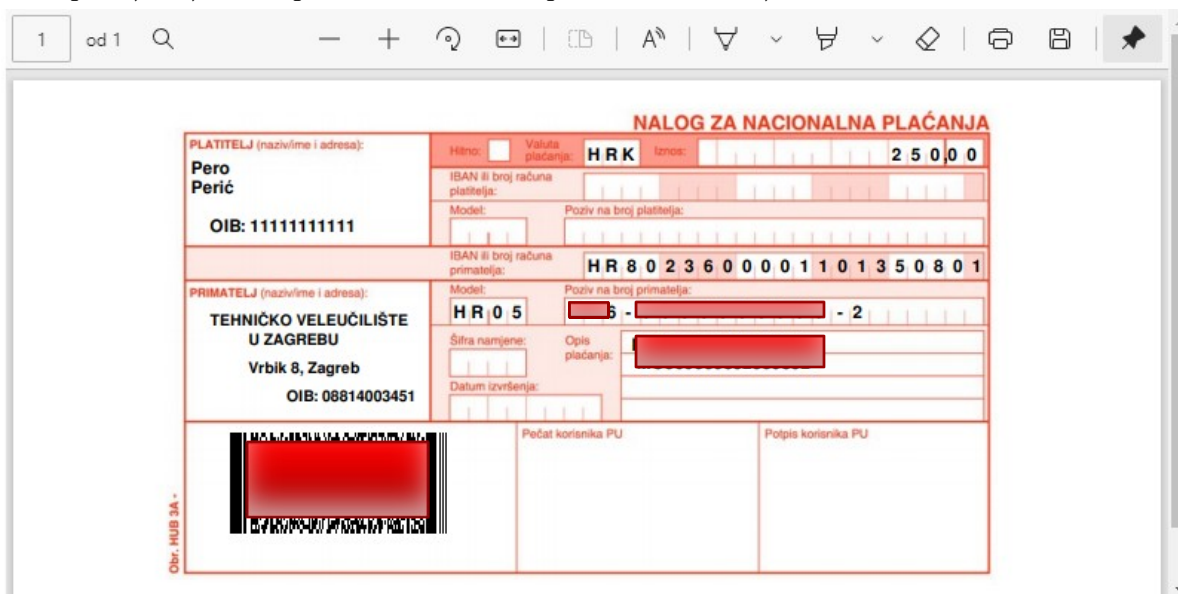 1 od 1
NALOG ZA NACIONALNA PLAĆANJA
PLATITELJ (naziv/ime i adresa):
Pero
Perić
OIB: 11111111111
Hitno: Valuta plaćanja: HRK Iznos: 250,00
IBAN ili broj računa
platitelja:
Model: Poziv na broj platitelja:
IBAN ili broj računa
primatelja: HR8023600001101350801
PRIMATELJ (naziv/ime i adresa):
TEHNIČKO VELEUČILIŠTE
U ZAGREBU
Vrbik 8, Zagreb
OIB: 08814003451
Model: Poziv na broj primatelja:
HR05 6 - - 2
Šifra namjene: Opis
plaćanja:
Datum izvršenja:
Pečat korisnika PU Potpis korisnika PU
Obr. HUB 3A -